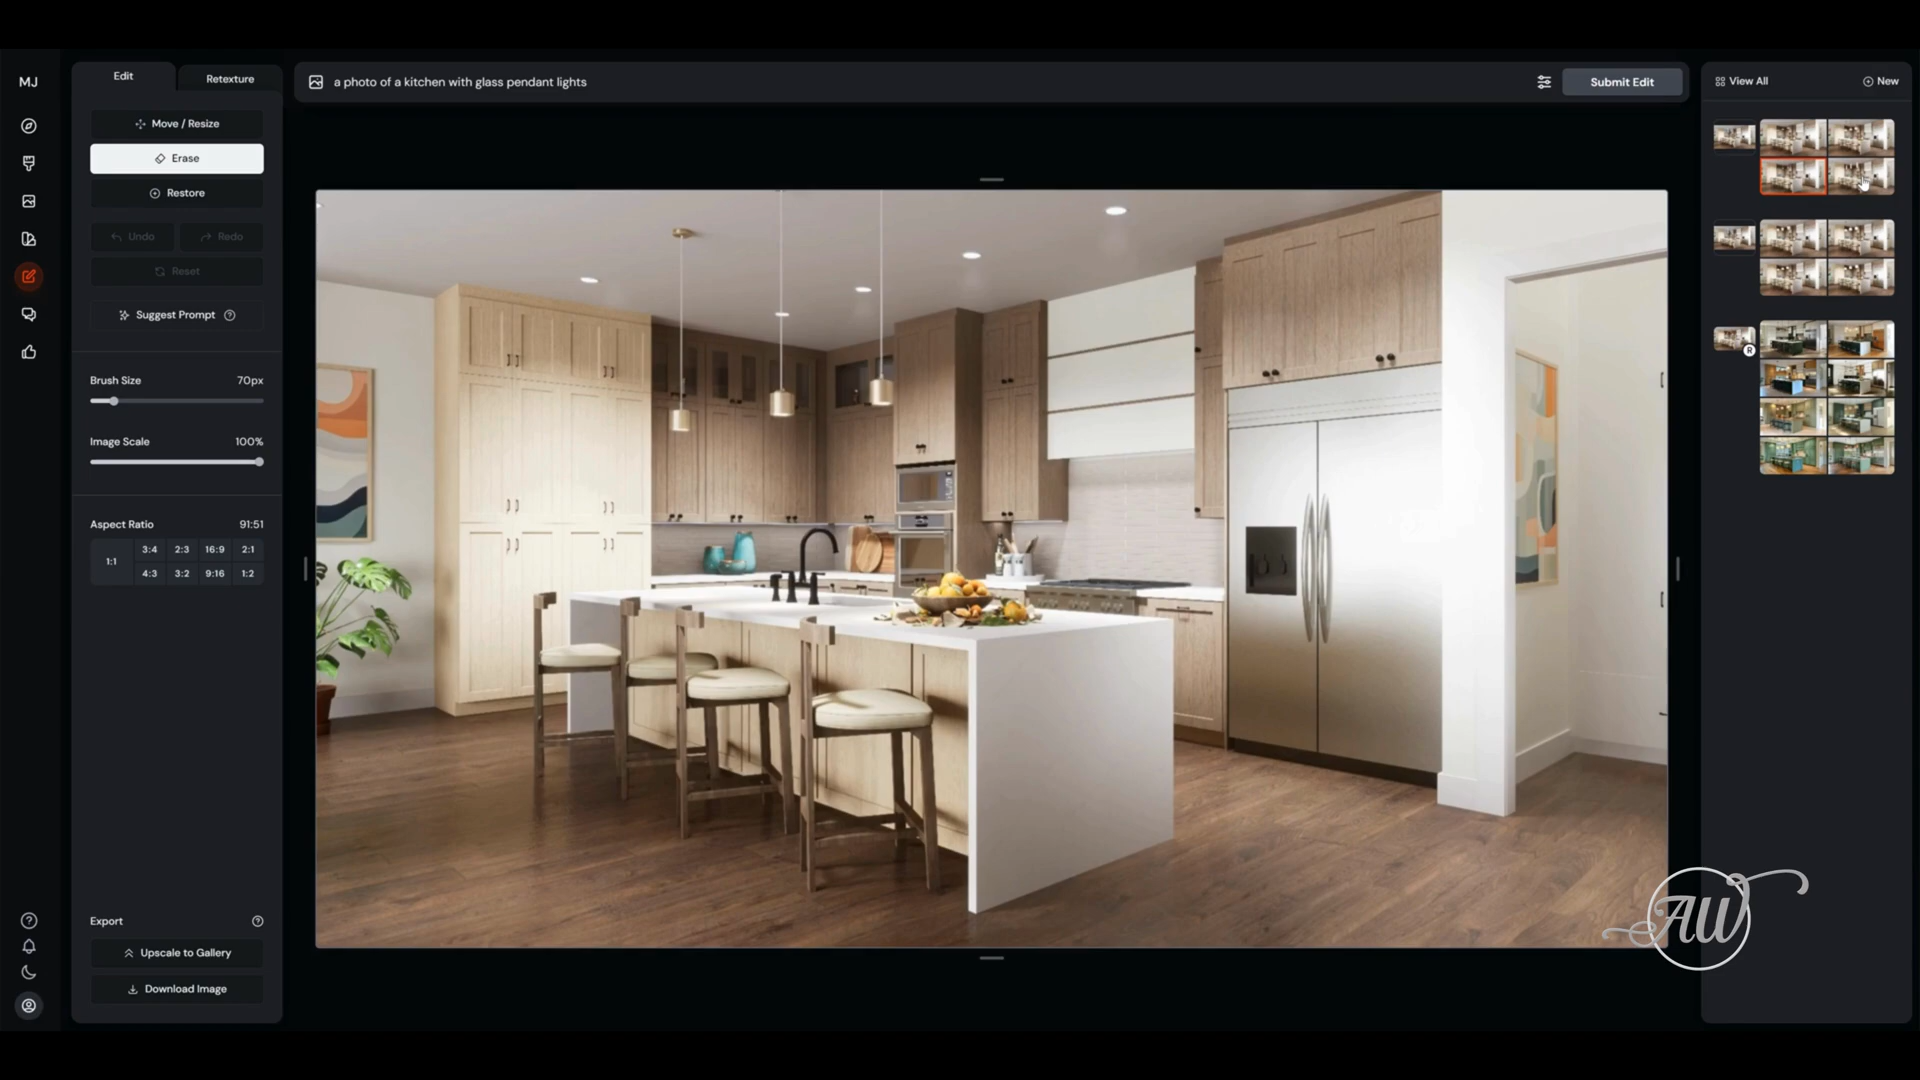 MJ
Edit
Retexture
a photo of a kitchen with glass pendant lights
Submit Edit
View All
New
Move / Resize
Erase
Restore
Undo
Redo
Reset
Suggest Prompt
Brush Size
70px
Image Scale
100%
Aspect Ratio
91:51
1:1
3:4
2:3
16:9
2:1
4:3
3:2
9:16
1:2
R
Export
Upscale to Gallery
Download Image
AW